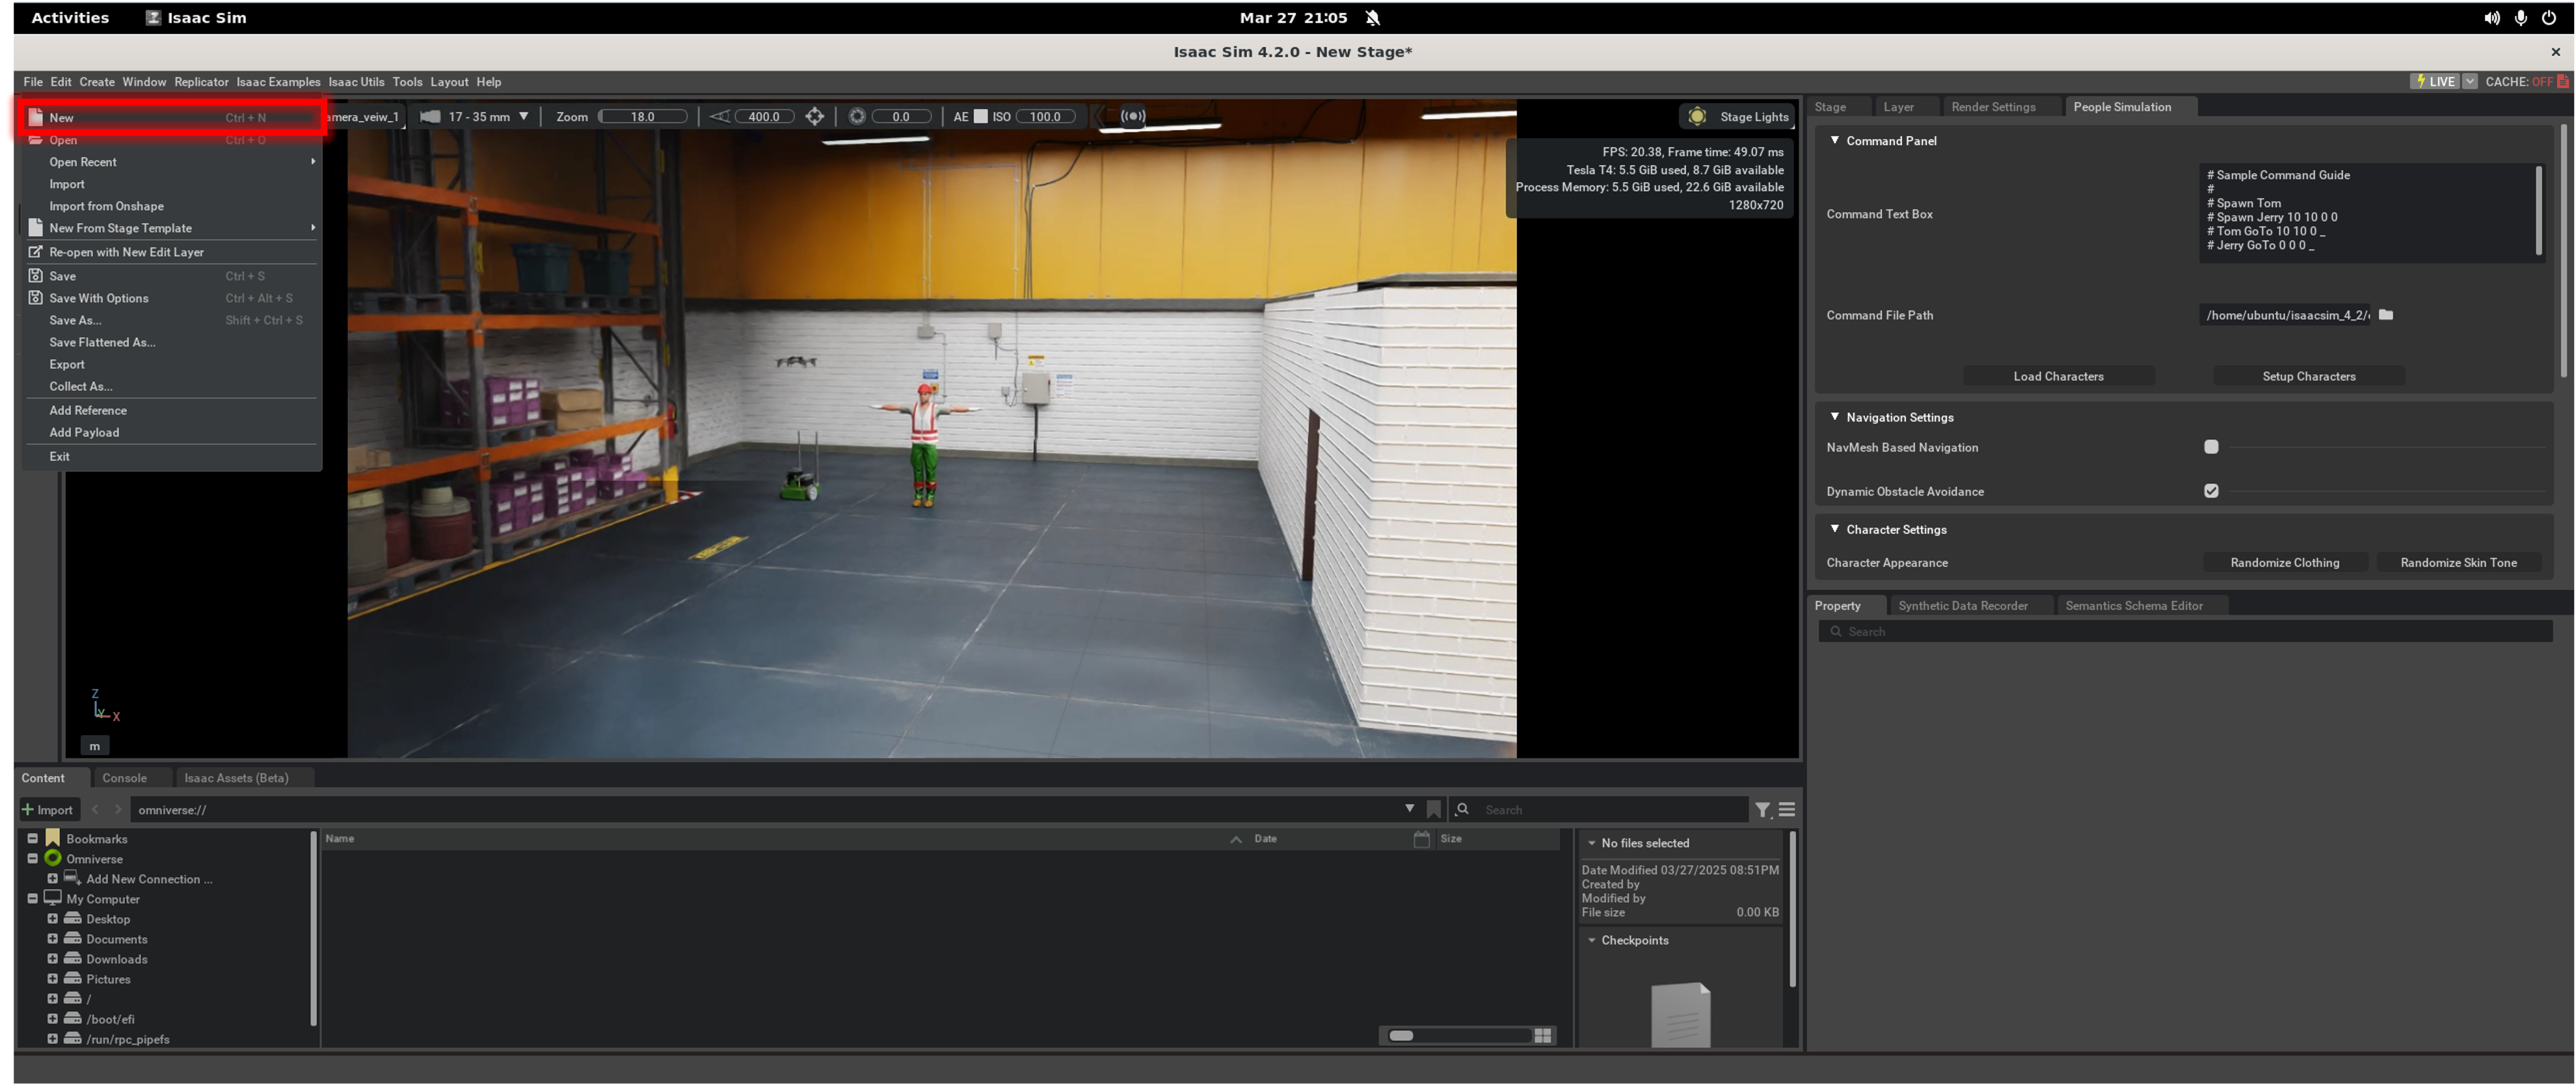 Activities Isaac Sim Mar 27 21:05
Isaac Sim 4.2.0 - New Stage* ×
File Edit Create Window Replicator Isaac Examples Isaac Utils Tools Layout Help LIVE CACHE: OFF
New Ctrl + N
Open Ctrl + O
Open Recent
Import
Import from Onshape
New From Stage Template
Re-open with New Edit Layer
Save Ctrl + S
Save With Options Ctrl + Alt + S
Save As... Shift + Ctrl + S
Save Flattened As...
Export
Collect As...
Add Reference
Add Payload
Exit
amera_veiw_1 17 - 35 mm Zoom 18.0 400.0 0.0 AE ISO 100.0 Stage Lights
FPS: 20.38, Frame time: 49.07 ms
Tesla T4: 5.5 GiB used, 8.7 GiB available
Process Memory: 5.5 GiB used, 22.6 GiB available
1280x720
Z
Y
X
m
Stage Layer Render Settings People Simulation
Command Panel
Command Text Box
# Sample Command Guide
#
# Spawn Tom
# Spawn Jerry 10 10 0 0
# Tom GoTo 10 10 0 _
# Jerry GoTo 0 0 0 _
Command File Path /home/ubuntu/isaacsim_4_2/
Load Characters Setup Characters
Navigation Settings
NavMesh Based Navigation
Dynamic Obstacle Avoidance
Character Settings
Character Appearance Randomize Clothing Randomize Skin Tone
Property Synthetic Data Recorder Semantics Schema Editor
Search
Content Console Isaac Assets (Beta)
+ Import omniverse:// Search
Bookmarks
Omniverse
Add New Connection ...
My Computer
Desktop
Documents
Downloads
Pictures
/
/boot/efi
/run/rpc_pipefs
Name Date Size
No files selected
Date Modified 03/27/2025 08:51PM
Created by
Modified by
File size 0.00 KB
Checkpoints